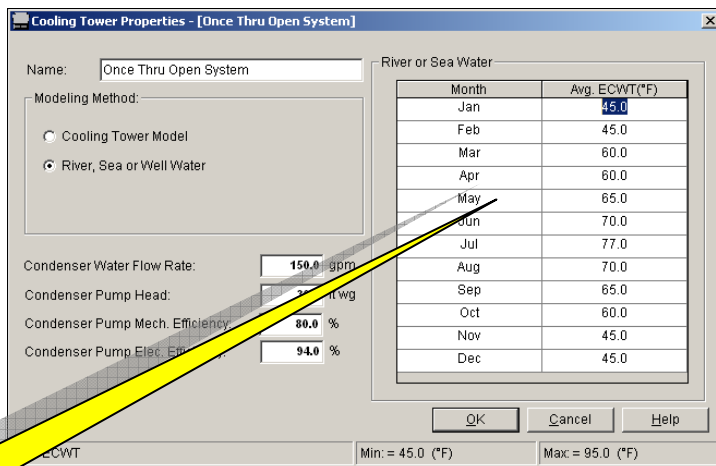 Cooling Tower Properties - [Once Thru Open System]
Name: Once Thru Open System
Modeling Method:
Cooling Tower Model
River, Sea or Well Water
Condenser Water Flow Rate: 150.0 gpm
Condenser Pump Head: wg
Condenser Pump Mech. Efficiency: 80.0 %
Condenser Pump Elec. 94.0 %
River or Sea Water
Month Avg. ECWT(°F)
Jan 45.0
Feb 45.0
Mar 60.0
Apr 60.0
May 65.0
Jun 70.0
Jul 77.0
Aug 70.0
Sep 65.0
Oct 60.0
Nov 45.0
Dec 45.0
OK Cancel Help
ECWT Min: = 45.0 (°F) Max: = 95.0 (°F)